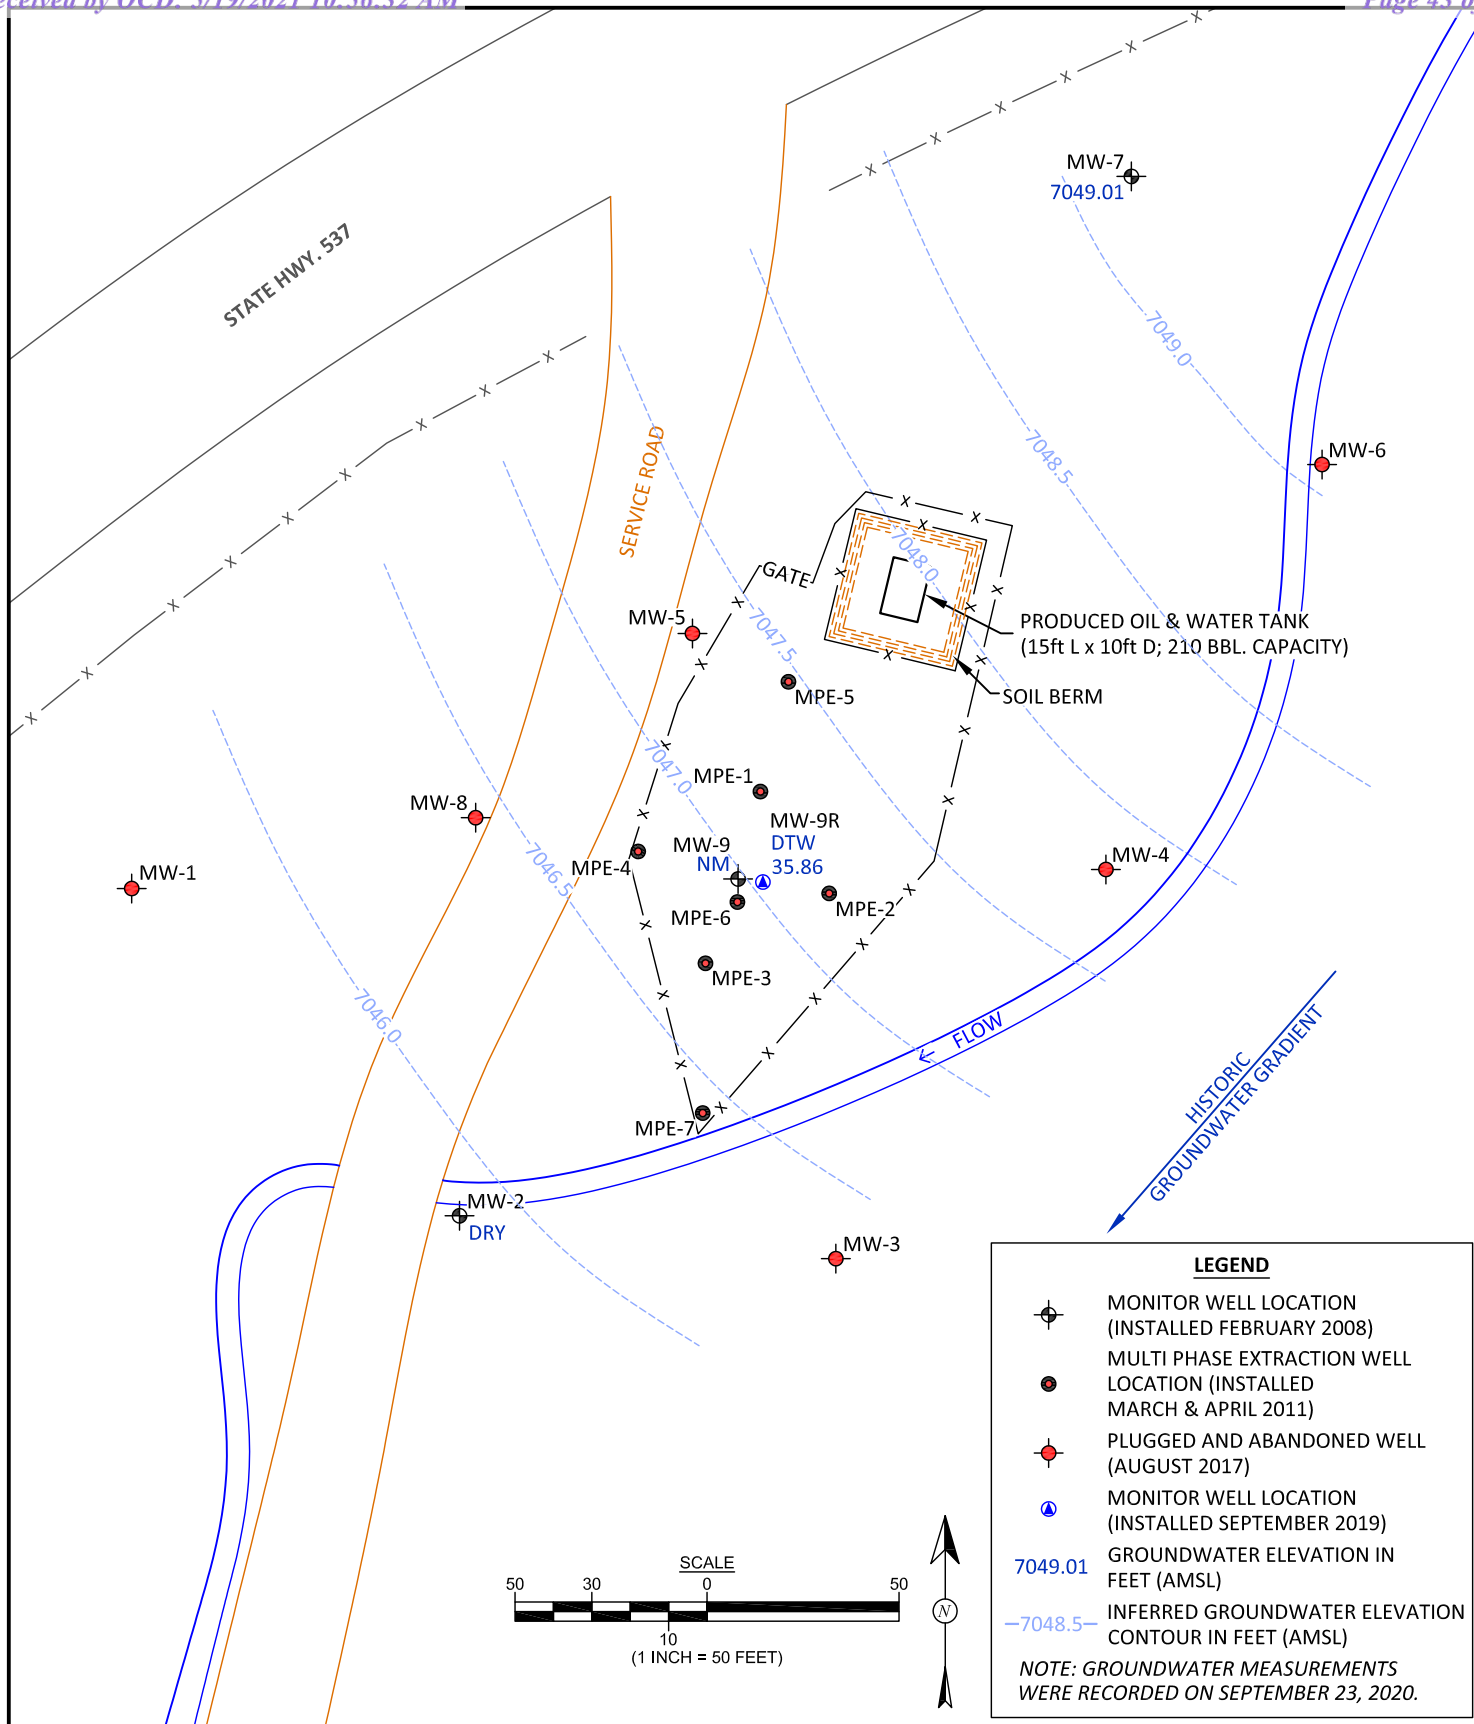 MW-7
7049.01
STATE HWY. 537
7049.0
SERVICE ROAD
7048.5
MW-6
7048.0
GATE
MW-5
7047.5
PRODUCED OIL & WATER TANK
(15ft L x 10ft D; 210 BBL. CAPACITY)
MPE-5
SOIL BERM
7047.0
MPE-1
MW-8
MW-9R
DTW
35.86
MW-9
NM
MPE-4
MW-4
MW-1
7046.5
MPE-2
MPE-6
MPE-3
7046.0
FLOW
HISTORIC
GROUNDWATER GRADIENT
MPE-7
MW-2
DRY
MW-3
LEGEND
MONITOR WELL LOCATION
(INSTALLED FEBRUARY 2008)
MULTI PHASE EXTRACTION WELL
LOCATION (INSTALLED
MARCH & APRIL 2011)
PLUGGED AND ABANDONED WELL
(AUGUST 2017)
MONITOR WELL LOCATION
(INSTALLED SEPTEMBER 2019)
7049.01 GROUNDWATER ELEVATION IN
FEET (AMSL)
7048.5 INFERRED GROUNDWATER ELEVATION
CONTOUR IN FEET (AMSL)
NOTE: GROUNDWATER MEASUREMENTS
WERE RECORDED ON SEPTEMBER 23, 2020.
SCALE
50 30 0 50
10
(1 INCH = 50 FEET)
N